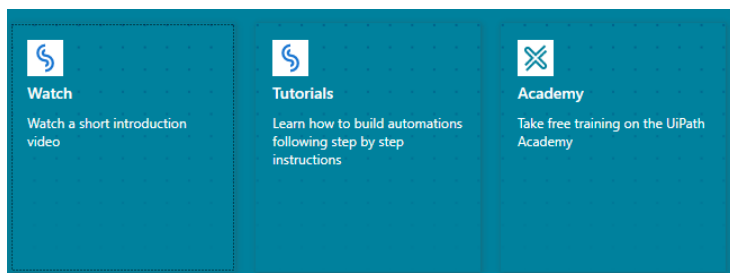 Watch
Watch a short introduction
video
Tutorials
Learn how to build automations
following step by step
instructions
Academy
Take free training on the UiPath
Academy